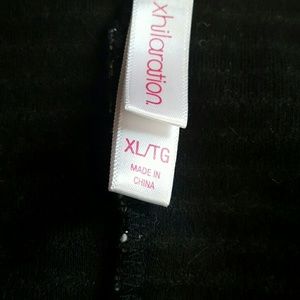 xhilaration.
XL/TG
MADE IN
CHINA